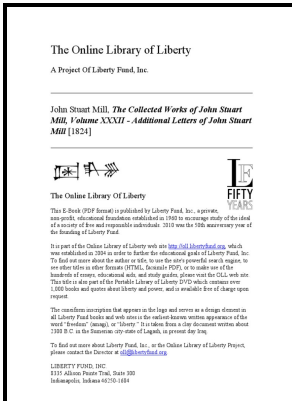 The Online Library of Liberty
A Project Of Liberty Fund, Inc.
John Stuart Mill, The Collected Works of John Stuart
Mill, Volume XXXII - Additional Letters of John Stuart
Mill [1824]
LF
FIFTY
YEARS
The Online Library Of Liberty
This E-Book (PDF format) is published by Liberty Fund, Inc., a private,
non-profit, educational foundation established in 1960 to encourage study of the ideal
of a society of free and responsible individuals. 2010 was the 50th anniversary year of
the founding of Liberty Fund.
It is part of the Online Library of Liberty web site http://oll.libertyfund.org, which
was established in 2004 in order to further the educational goals of Liberty Fund, Inc.
To find out more about the author or title, to use the site's powerful search engine, to
see other titles in other formats (HTML, facsimile PDF), or to make use of the
hundreds of essays, educational aids, and study guides, please visit the OLL web site.
This title is also part of the Portable Library of Liberty DVD which contains over
1,000 books and quotes about liberty and power, and is available free of charge upon
request.
The cuneiform inscription that appears in the logo and serves as a design element in
all Liberty Fund books and web sites is the earliest-known written appearance of the
word "freedom" (amagi), or "liberty." It is taken from a clay document written about
2300 B.C. in the Sumerian city-state of Lagash, in present day Iraq.
To find out more about Liberty Fund, Inc., or the Online Library of Liberty Project,
please contact the Director at oll@libertyfund.org.
LIBERTY FUND, INC.
8335 Allison Pointe Trail, Suite 300
Indianapolis, Indiana 46250-1684